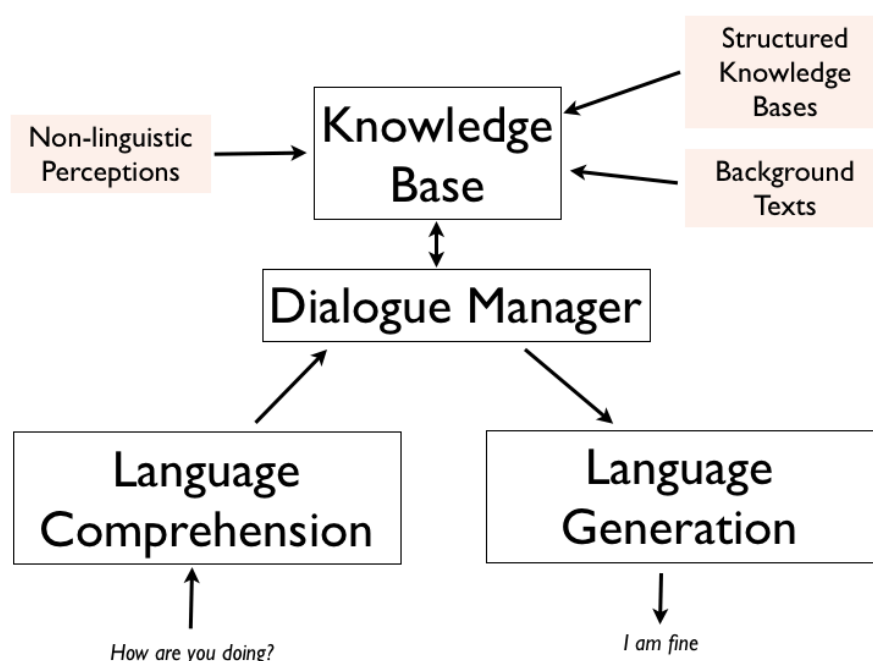 Structured
Knowledge
Bases
Knowledge
Base
Non-linguistic
Perceptions
Background
Texts
Dialogue Manager
Language
Comprehension
Language
Generation
How are you doing?
I am fine